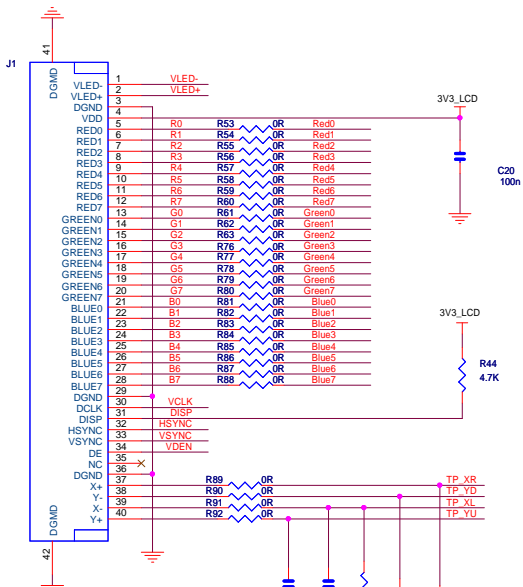 41
J1
DGMD
VLED- 1 VLED-
VLED+ 2 VLED+
DGND 3
VDD 4
RED0 5 R0 R53 0R Red0
RED1 6 R1 R54 0R Red1
RED2 7 R2 R55 0R Red2
RED3 8 R3 R56 0R Red3
RED4 9 R4 R57 0R Red4
RED5 10 R5 R58 0R Red5
RED6 11 R6 R59 0R Red6
RED7 12 R7 R60 0R Red7
GREEN0 13 G0 R61 0R Green0
GREEN1 14 G1 R62 0R Green1
GREEN2 15 G2 R63 0R Green2
GREEN3 16 G3 R76 0R Green3
GREEN4 17 G4 R77 0R Green4
GREEN5 18 G5 R78 0R Green5
GREEN6 19 G6 R79 0R Green6
GREEN7 20 G7 R80 0R Green7
BLUE0 21 B0 R81 0R Blue0
BLUE1 22 B1 R82 0R Blue1
BLUE2 23 B2 R83 0R Blue2
BLUE3 24 B3 R84 0R Blue3
BLUE4 25 B4 R85 0R Blue4
BLUE5 26 B5 R86 0R Blue5
BLUE6 27 B6 R87 0R Blue6
BLUE7 28 B7 R88 0R Blue7
DGND 29
DCLK 30 VCLK
DISP 31 DISP
HSYNC 32 HSYNC
VSYNC 33 VSYNC
DE 34 VDEN
NC 35
DGND 36
X+ 37 R89 0R TP_XR
Y- 38 R90 0R TP_YD
X- 39 R91 0R TP_XL
Y+ 40 R92 0R TP_YU
DGMD
42
3V3_LCD
C20
100n
3V3_LCD
R44
4.7K